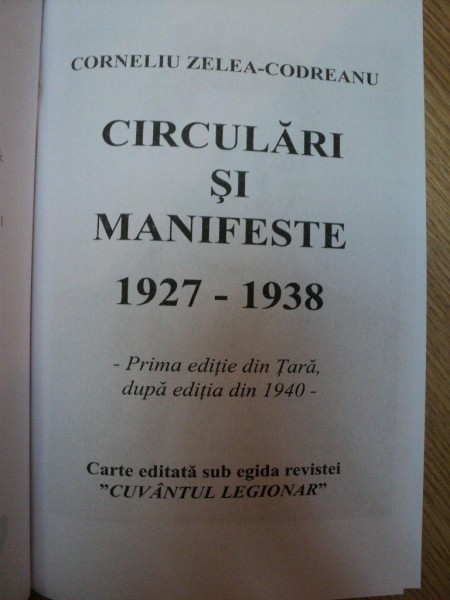 CORNELIU ZELEA-CODREANU
CIRCULĂRI
ŞI
MANIFESTE
1927 - 1938
- Prima ediţie din Ţară,
după ediţia din 1940 -
Carte editată sub egida revistei
”CUVÂNTUL LEGIONAR”